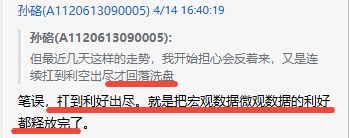 孙硌(A1120613090005) 4/14 16:40:19
孙硌(A1120613090005):
但最近几天这样的走势，我开始担心会反着来，又是连
续扛到利空出尽才回落洗盘
笔误，扛到利好出尽。就是把宏观数据微观数据的利好
都释放完了。